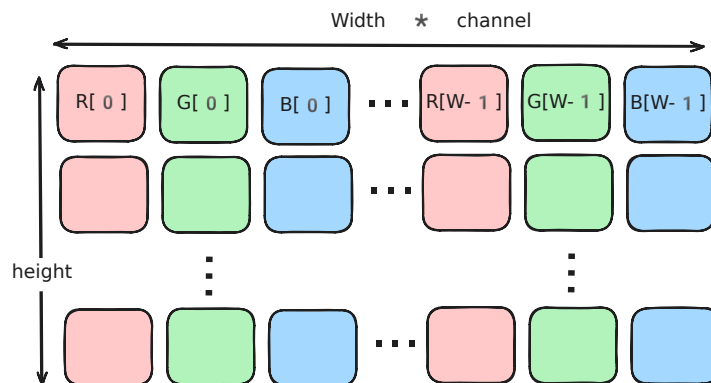 Width * channel
R[ 0 ] G[ 0 ] B[ 0 ] ... R[W- 1 ] G[W- 1 ] B[W- 1 ]
...
height
...